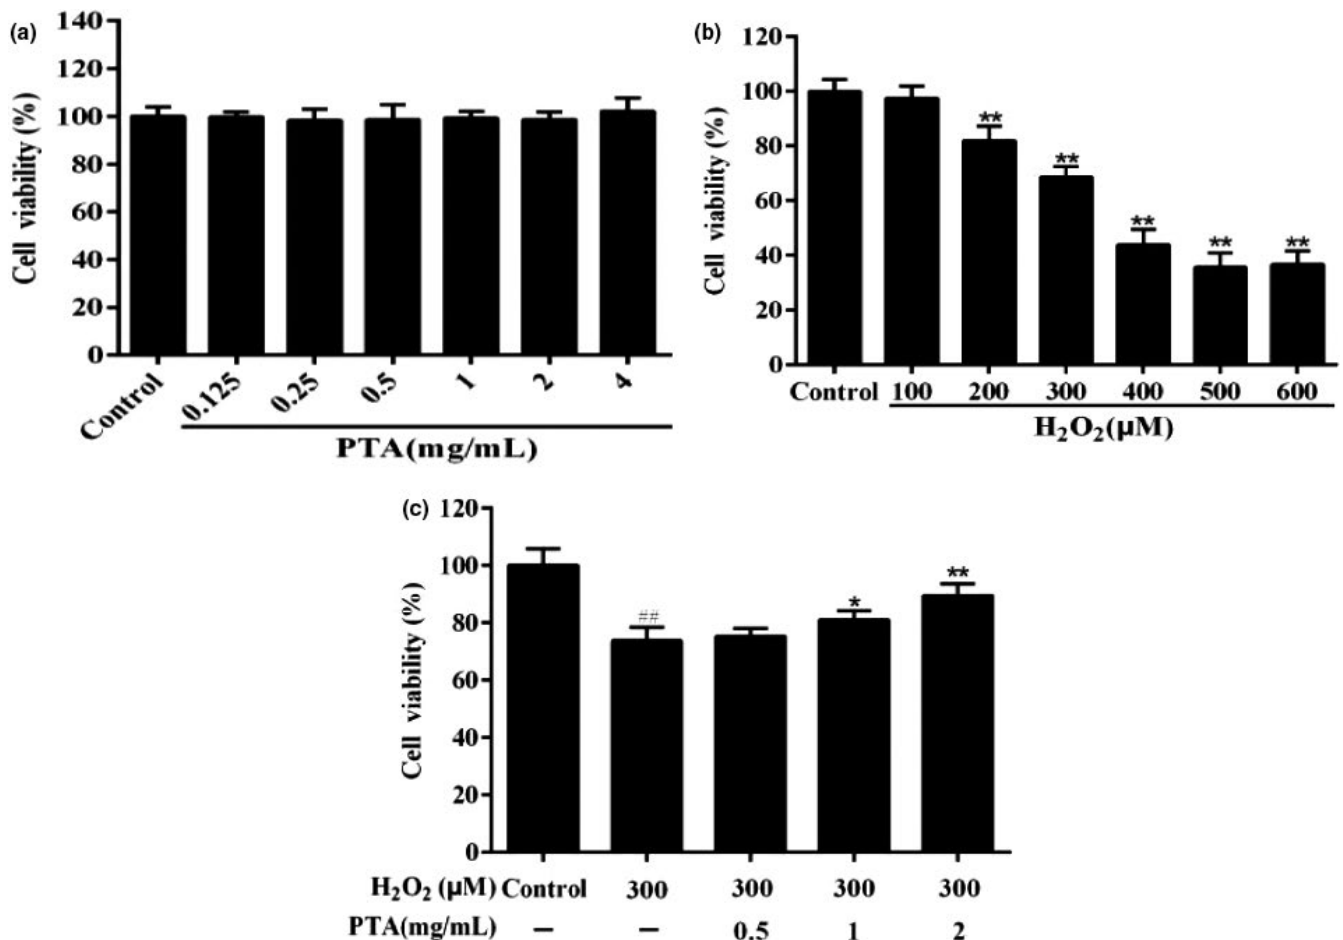 (a)
Cell viability (%)
140
120
100
80
60
40
20
0
Control 0.125 0.25 0.5 1 2 4
PTA(mg/mL)
(b)
Cell viability (%)
120
100
80
60
40
20
0
** ** ** ** **
Control 100 200 300 400 500 600
H₂O₂(μM)
(c)
Cell viability (%)
120
100
80
60
40
20
0
## * **
H₂O₂ (μM) Control 300 300 300 300
PTA(mg/mL) – – 0.5 1 2